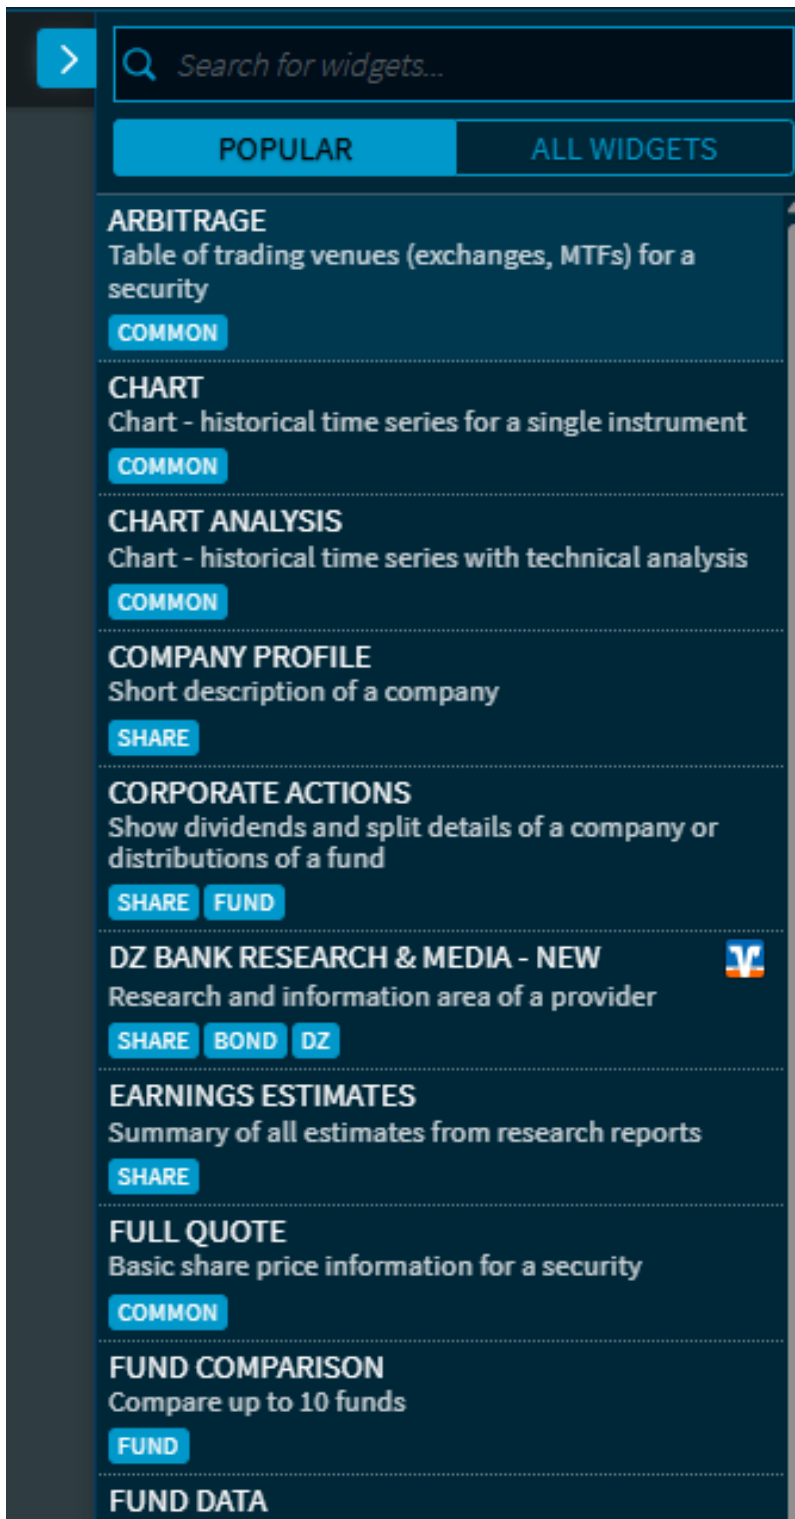 Search for widgets...
POPULAR
ALL WIDGETS
ARBITRAGE
Table of trading venues (exchanges, MTFs) for a
security
COMMON
CHART
Chart - historical time series for a single instrument
COMMON
CHART ANALYSIS
Chart - historical time series with technical analysis
COMMON
COMPANY PROFILE
Short description of a company
SHARE
CORPORATE ACTIONS
Show dividends and split details of a company or
distributions of a fund
SHARE FUND
DZ BANK RESEARCH & MEDIA - NEW
Research and information area of a provider
SHARE BOND DZ
EARNINGS ESTIMATES
Summary of all estimates from research reports
SHARE
FULL QUOTE
Basic share price information for a security
COMMON
FUND COMPARISON
Compare up to 10 funds
FUND
FUND DATA